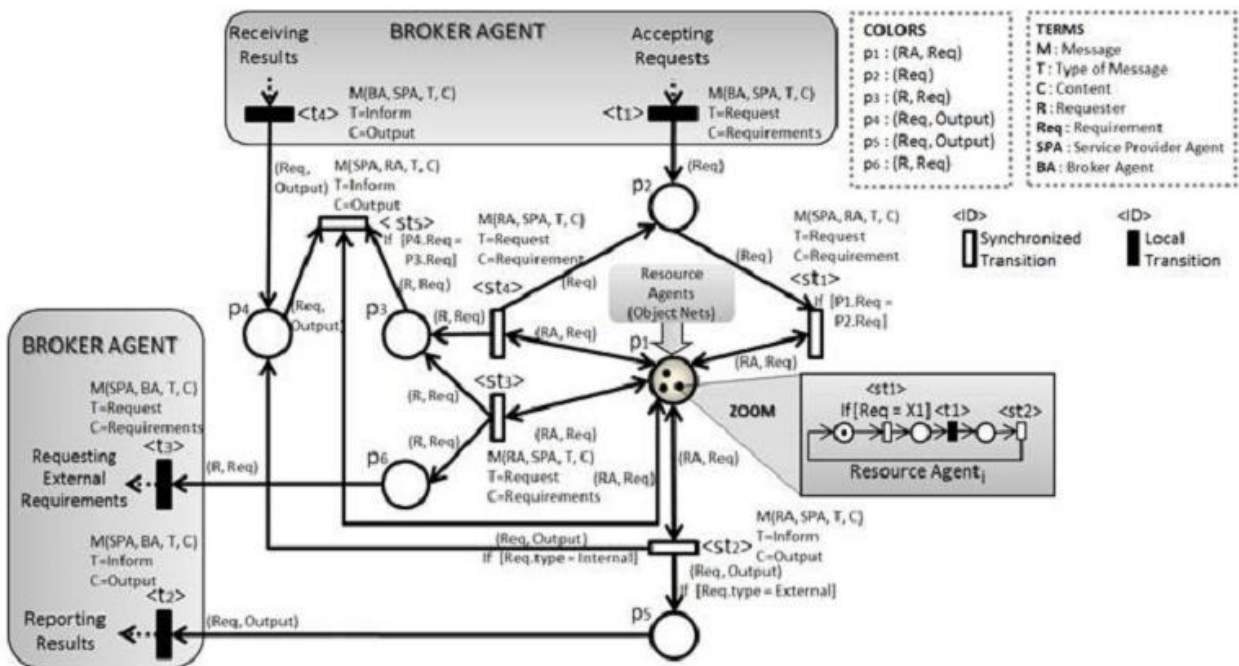 BROKER AGENT
Receiving
Results
Accepting
Requests
M(BA, SPA, T, C)
T=Inform
C=Output
<t4>
M(BA, SPA, T, C)
T=Request
C=Requirements
<t1>
COLORS
p1 : (RA, Req)
p2 : (Req)
p3 : (R, Req)
p4 : (Req, Output)
p5 : (Req, Output)
p6 : (R, Req)
TERMS
M : Message
T : Type of Message
C : Content
R : Requester
Req : Requirement
SPA : Service Provider Agent
BA : Broker Agent
<ID>
Synchronized
Transition
<ID>
Local
Transition
(Req,
Output)
M(SPA, RA, T, C)
T=Inform
C=Output
<st5>
If [P4.Req =
P3.Req]
(Req)
p2
M(RA, SPA, T, C)
T=Request
C=Requirement
<st4>
(Req)
(Req)
M(SPA, RA, T, C)
T=Request
C=Requirement
<st1>
If [P1.Req =
P2.Req]
Resource
Agents
(Object Nets)
p4
(Req,
Output)
p3
(R, Req)
(R, Req)
(RA, Req)
p1
(RA, Req)
<st3>
(R, Req)
(RA, Req)
(R, Req)
p6
M(RA, SPA, T, C)
T=Request
C=Requirements
(RA, Req)
(RA, Req)
ZOOM
<st1>
If [Req = X1]
<t1>
<st2>
Resource Agentj
BROKER AGENT
M(SPA, BA, T, C)
T=Request
C=Requirements
<t3>
Requesting
External
Requirements
(R, Req)
M(SPA, BA, T, C)
T=Inform
C=Output
<t2>
Reporting
Results
(Req, Output)
(Req, Output)
If [Req.type = Internal]
<st2>
M(RA, SPA, T, C)
T=Inform
C=Output
(Req, Output)
If [Req.type = External]
p5